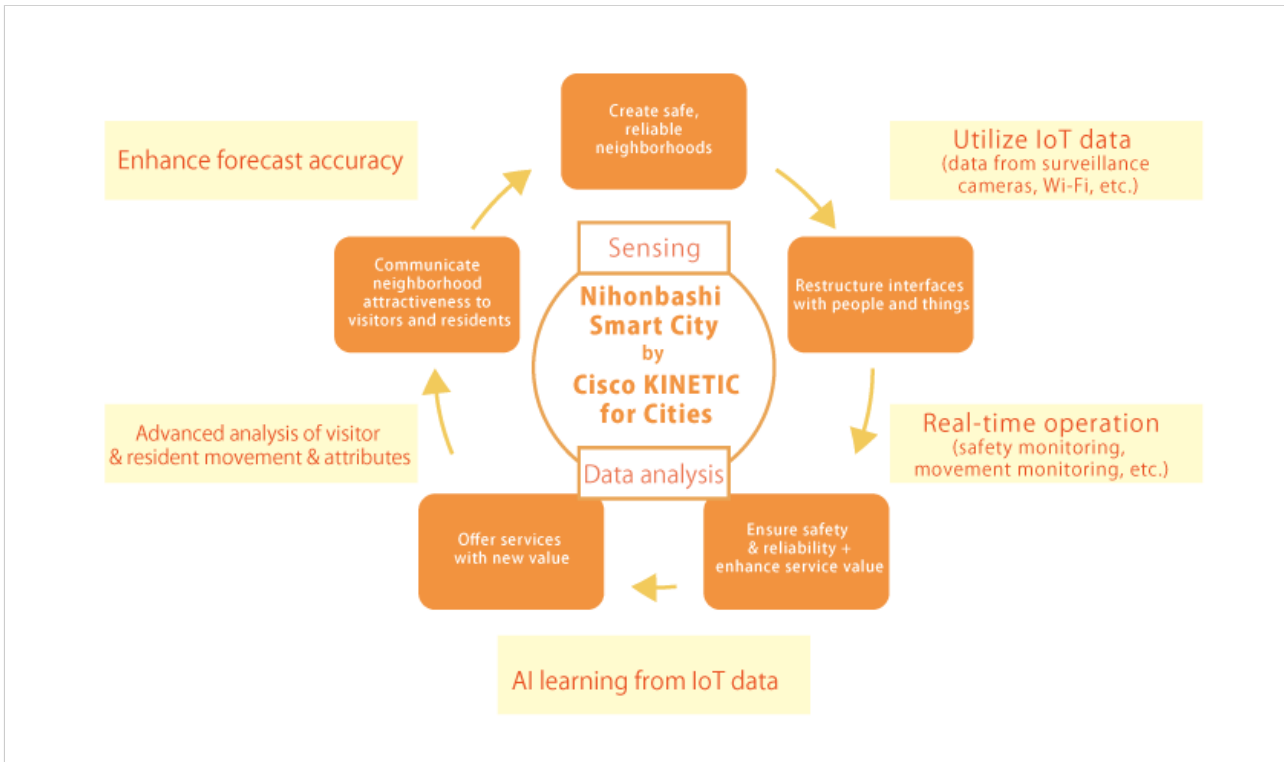 Create safe,
reliable
neighborhoods
Enhance forecast accuracy
Utilize IoT data
(data from surveillance
cameras, Wi-Fi, etc.)
Sensing
Communicate
neighborhood
attractiveness to
visitors and residents
Nihonbashi
Smart City
by
Cisco KINETIC
for Cities
Restructure interfaces
with people and things
Advanced analysis of visitor
& resident movement & attributes
Real-time operation
(safety monitoring,
movement monitoring, etc.)
Data analysis
Offer services
with new value
Ensure safety
& reliability +
enhance service value
AI learning from IoT data